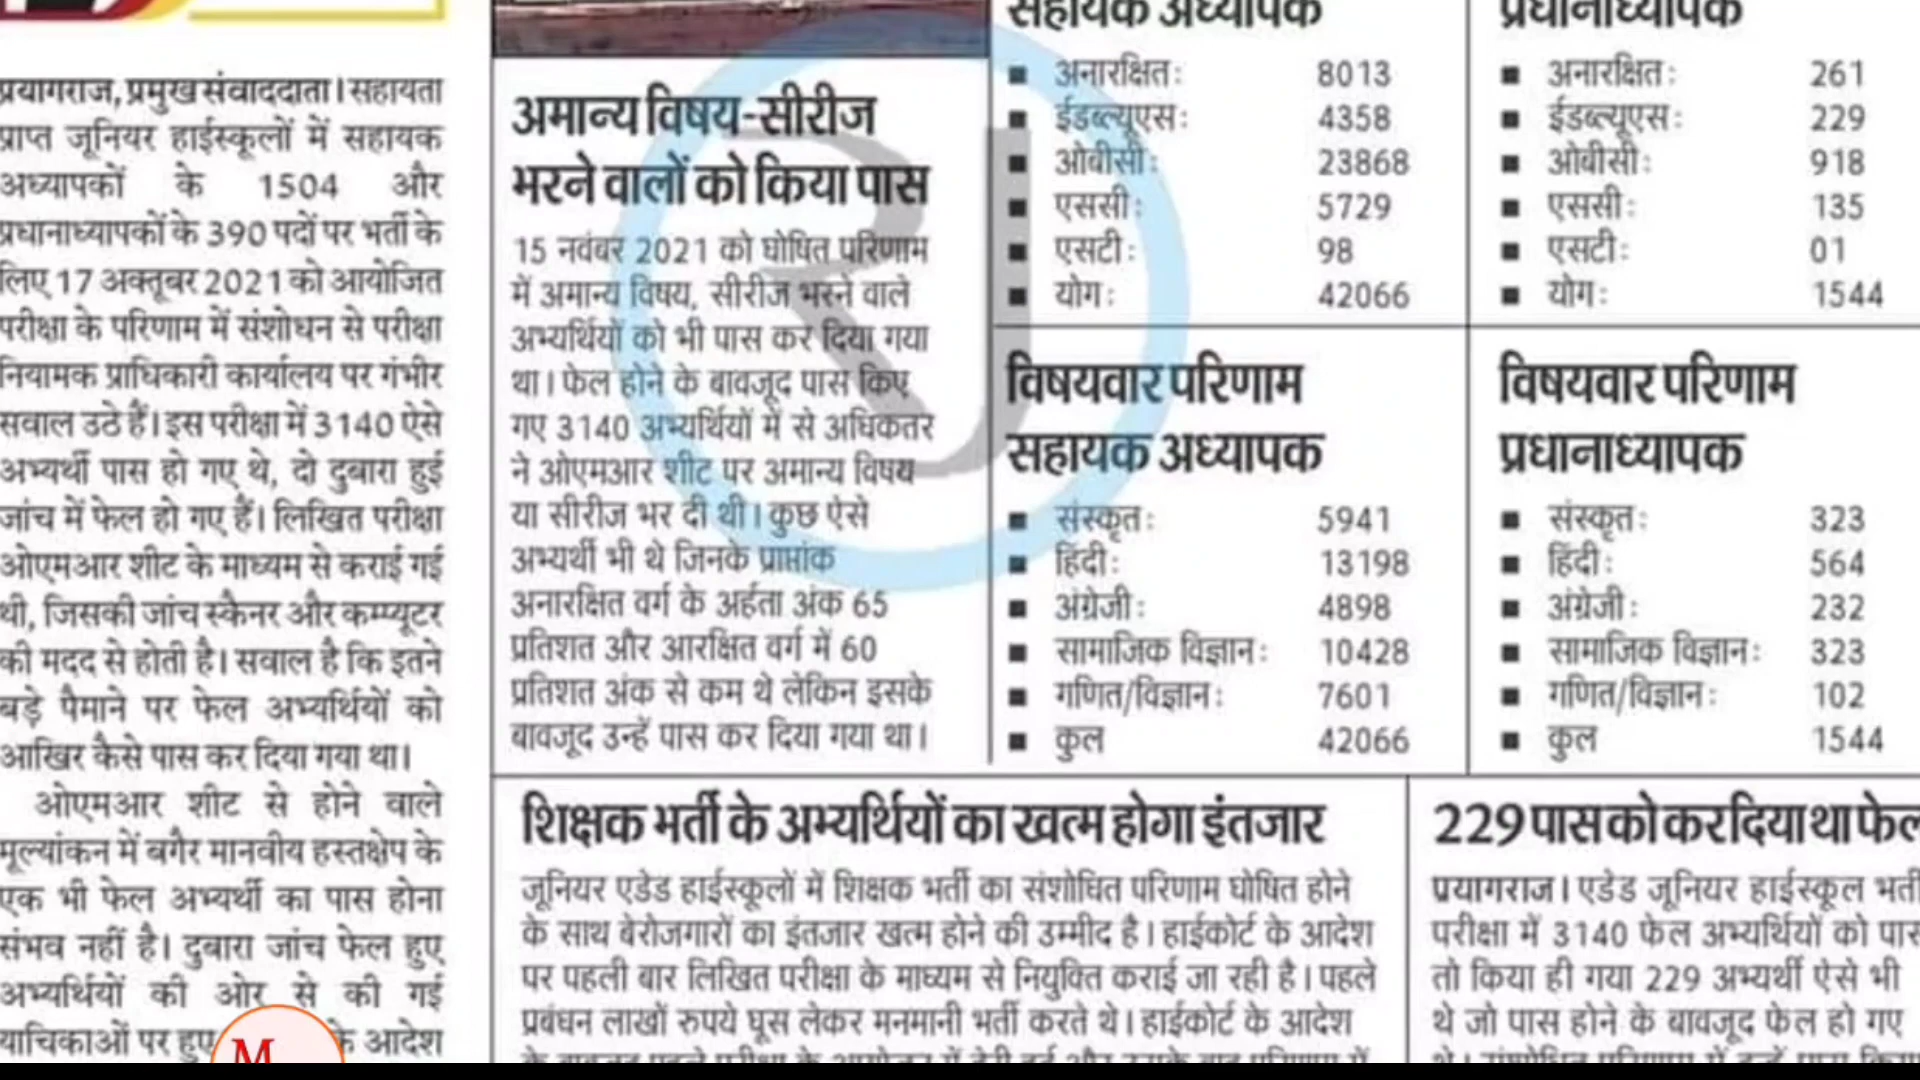 प्रयागराज, प्रमुख संवाददाता। सहायता
प्राप्त जूनियर हाईस्कूलों में सहायक
अध्यापकों के 1504 और
प्रधानाध्यापकों के 390 पदों पर भर्ती के
लिए 17 अक्तूबर 2021 को आयोजित
परीक्षा के परिणाम में संशोधन से परीक्षा
नियामक प्राधिकारी कार्यालय पर गंभीर
सवाल उठे हैं। इस परीक्षा में 3140 ऐसे
अभ्यर्थी पास हो गए थे, दो दुबारा हुई
जांच में फेल हो गए हैं। लिखित परीक्षा
ओएमआर शीट के माध्यम से कराई गई
थी, जिसकी जांच स्कैनर और कम्प्यूटर
की मदद से होती है। सवाल है कि इतने
बड़े पैमाने पर फेल अभ्यर्थियों को
आखिर कैसे पास कर दिया गया था।
ओएमआर शीट से होने वाले
मूल्यांकन में बगैर मानवीय हस्तक्षेप के
एक भी फेल अभ्यर्थी का पास होना
संभव नहीं है। दुबारा जांच फेल हुए
अभ्यर्थियों की ओर से की गई
याचिकाओं पर हुए के आदेश
M
अमान्य विषय-सीरीज
भरने वालों को किया पास
15 नवंबर 2021 को घोषित परिणाम
में अमान्य विषय, सीरीज भरने वाले
अभ्यर्थियों को भी पास कर दिया गया
था। फेल होने के बावजूद पास किए
गए 3140 अभ्यर्थियों में से अधिकतर
ने ओएमआर शीट पर अमान्य विषय
या सीरीज भर दी थी। कुछ ऐसे
अभ्यर्थी भी थे जिनके प्राप्तांक
अनारक्षित वर्ग के अर्हता अंक 65
प्रतिशत और आरक्षित वर्ग में 60
प्रतिशत अंक से कम थे लेकिन इसके
बावजूद उन्हें पास कर दिया गया था।
सहायक अध्यापक
■ अनारक्षित: 8013
■ ईडब्ल्यूएस: 4358
■ ओबीसी: 23868
■ एससी: 5729
■ एसटी: 98
■ योग: 42066
प्रधानाध्यापक
■ अनारक्षित: 261
■ ईडब्ल्यूएस: 229
■ ओबीसी: 918
■ एससी: 135
■ एसटी: 01
■ योग: 1544
विषयवार परिणाम
सहायक अध्यापक
■ संस्कृत: 5941
■ हिंदी: 13198
■ अंग्रेजी: 4898
■ सामाजिक विज्ञान: 10428
■ गणित/विज्ञान: 7601
■ कुल 42066
विषयवार परिणाम
प्रधानाध्यापक
■ संस्कृत: 323
■ हिंदी: 564
■ अंग्रेजी: 232
■ सामाजिक विज्ञान: 323
■ गणित/विज्ञान: 102
■ कुल 1544
शिक्षक भर्ती के अभ्यर्थियों का खत्म होगा इंतजार
जूनियर एडेड हाईस्कूलों में शिक्षक भर्ती का संशोधित परिणाम घोषित होने
के साथ बेरोजगारों का इंतजार खत्म होने की उम्मीद है। हाईकोर्ट के आदेश
पर पहली बार लिखित परीक्षा के माध्यम से नियुक्ति कराई जा रही है। पहले
प्रबंधन लाखों रुपये घूस लेकर मनमानी भर्ती करते थे। हाईकोर्ट के आदेश
229 पास को कर दिया था फेल
प्रयागराज। एडेड जूनियर हाईस्कूल भर्ती
परीक्षा में 3140 फेल अभ्यर्थियों को पास
तो किया ही गया 229 अभ्यर्थी ऐसे भी
थे जो पास होने के बावजूद फेल हो गए